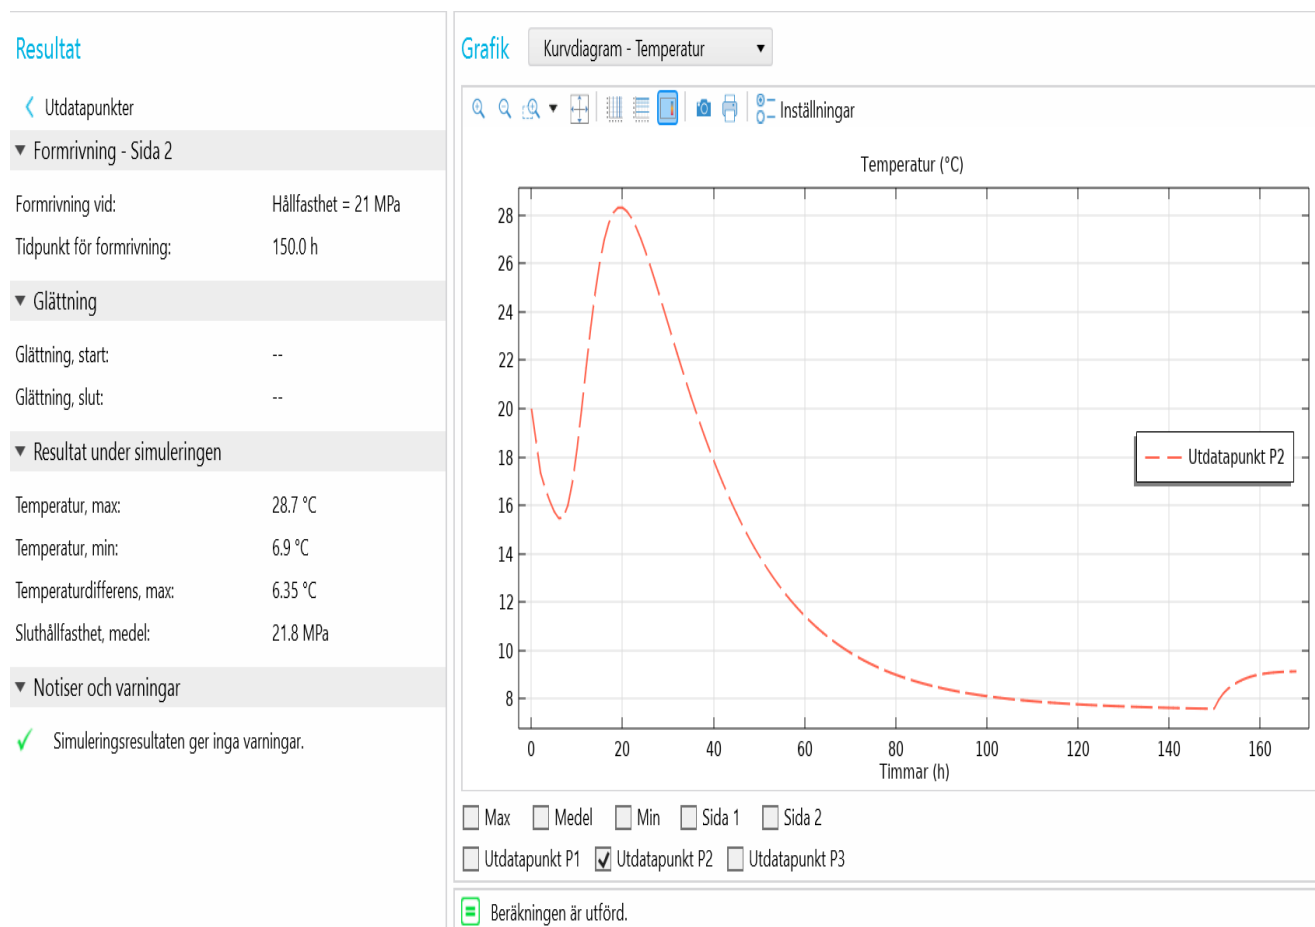 Resultat
Utdatapunkter
Formrivning - Sida 2
Formrivning vid: Hållfasthet = 21 MPa
Tidpunkt för formrivning: 150.0 h
Glättning
Glättning, start: --
Glättning, slut: --
Resultat under simuleringen
Temperatur, max: 28.7 °C
Temperatur, min: 6.9 °C
Temperaturdifferens, max: 6.35 °C
Sluthållfasthet, medel: 21.8 MPa
Notiser och varningar
Simuleringsresultaten ger inga varningar.
Grafik Kurvdiagram - Temperatur
Inställningar
Temperatur (°C)
28
26
24
22
20
18
16
14
12
10
8
Utdatapunkt P2
0 20 40 60 80 100 120 140 160
Timmar (h)
Max Medel Min Sida 1 Sida 2
Utdatapunkt P1 Utdatapunkt P2 Utdatapunkt P3
Beräkningen är utförd.